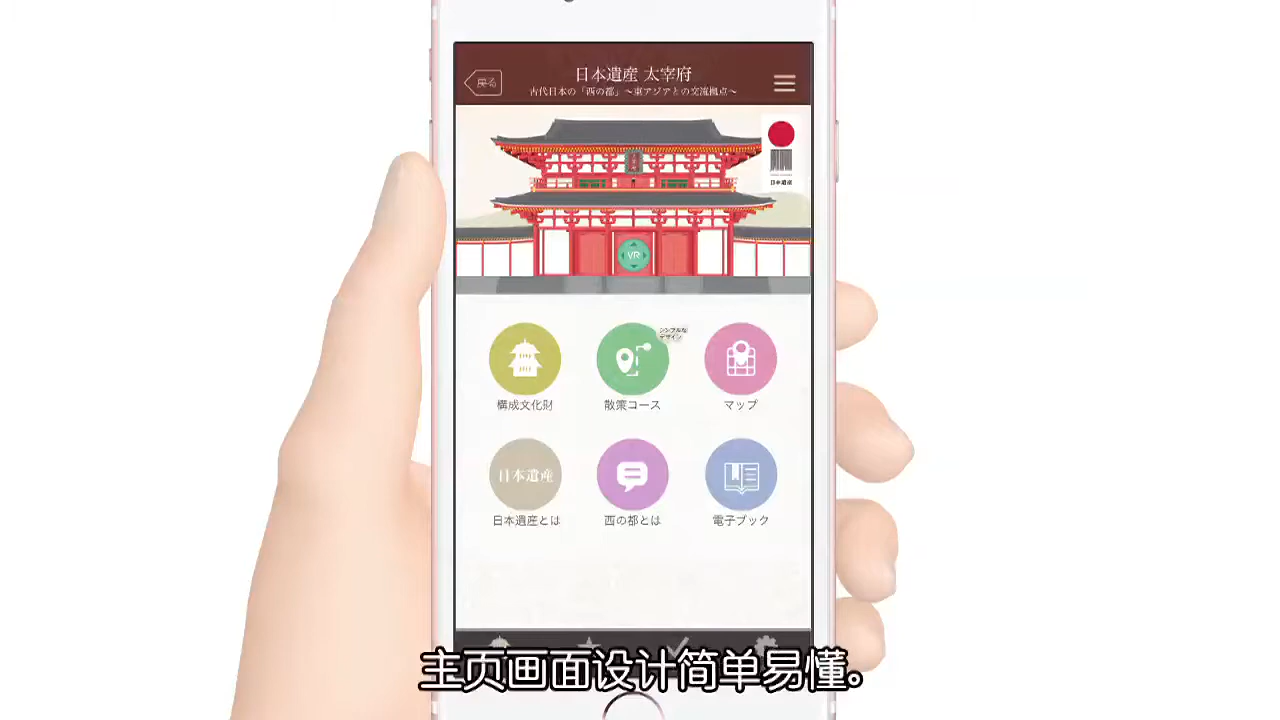 戻る
日本遺産 太宰府
古代日本の「西の都」～東アジアとの交流拠点～
日本遺産
VR
シンプルな
デザイン
構成文化財
散策コース
マップ
日本遺産
日本遺産とは
西の都とは
電子ブック
主页画面设计简单易懂。